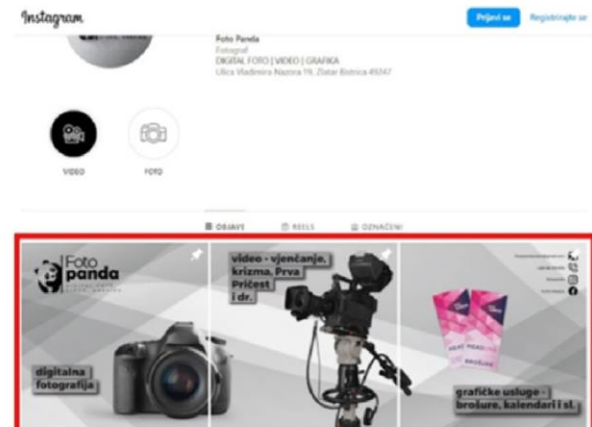 Instagram
Prijavi se
Registrirajte se
Foto Panda
Fotograf
DIGITAL FOTO | VIDEO | GRAFIKA
Ulica Vladimira Nazora 19, Zlatar Bistrica 49247
VIDEO
FOTO
OBJAVE
REELS
OZNAČENI
Foto
panda
digitalna
fotografija
video - vjenčanje,
krizma, Prva
Pričest
i dr.
grafičke usluge -
brošure, kalendari i sl.